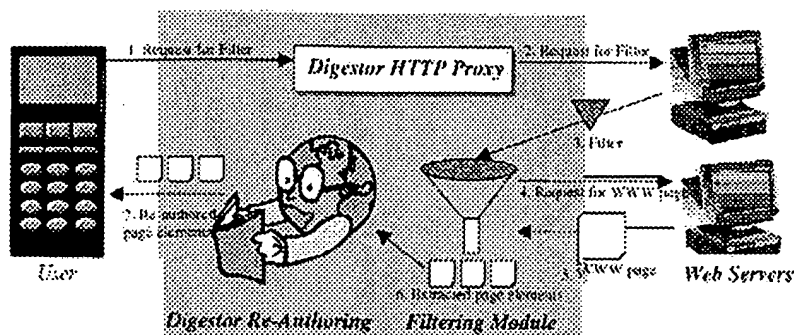 1. Request for Filter
Digestor HTTP Proxy
2. Request for Filter
3. Filter
4. Request for WWW page
7. Re-authored
page elements
5. WWW page
6. Extracted page elements
User
Web Servers
Digestor Re-Authoring
Filtering Module